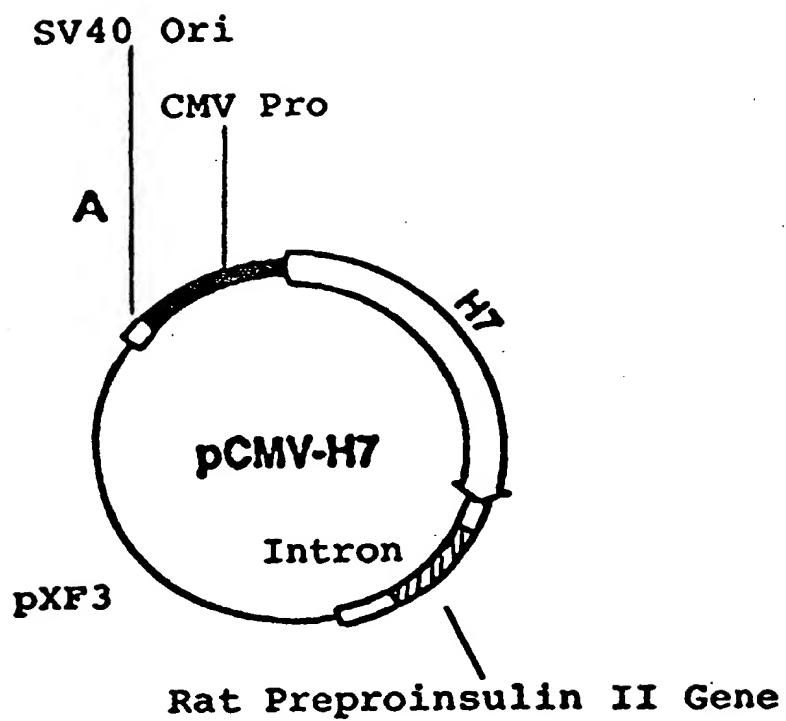 SV40 Ori
CMV Pro
A
H7
pCMV-H7
Intron
pXF3
Rat Preproinsulin II Gene